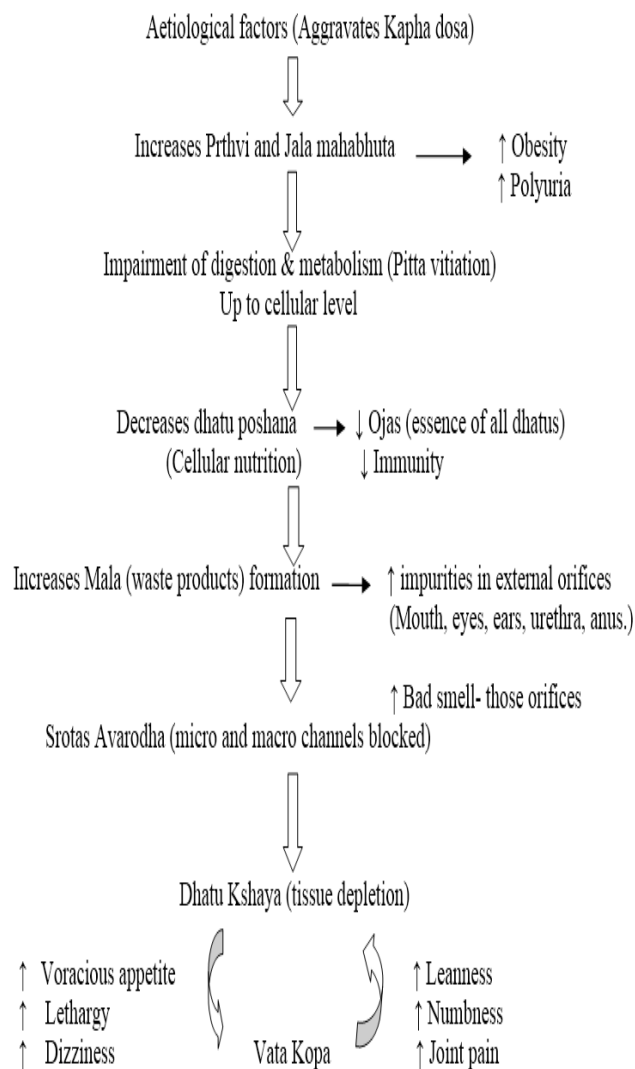 Aetiological factors (Aggravates Kapha dosa)
Increases Prthvi and Jala mahabhuta
↑ Obesity
↑ Polyuria
Impairment of digestion & metabolism (Pitta vitiation)
Up to cellular level
Decreases dhatu poshana
(Cellular nutrition)
↓ Ojas (essence of all dhatus)
↓ Immunity
Increases Mala (waste products) formation
↑ impurities in external orifices
(Mouth, eyes, ears, urethra, anus.)
↑ Bad smell- those orifices
Srotas Avarodha (micro and macro channels blocked)
Dhatu Kshaya (tissue depletion)
↑ Voracious appetite
↑ Lethargy
↑ Dizziness
Vata Kopa
↑ Leanness
↑ Numbness
↑ Joint pain